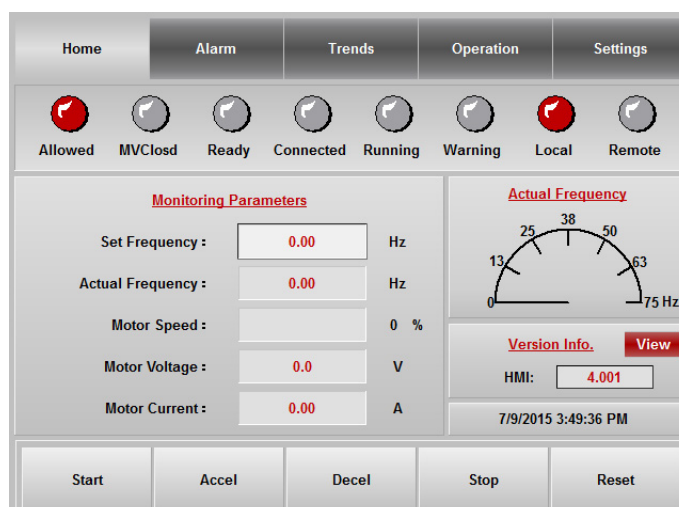 Home Alarm Trends Operation Settings
Allowed MVClosd Ready Connected Running Warning Local Remote
Monitoring Parameters
Set Frequency : 0.00 Hz
Actual Frequency : 0.00 Hz
Motor Speed : 0 %
Motor Voltage : 0.0 V
Motor Current : 0.00 A
Actual Frequency
0 13 25 38 50 63 75 Hz
Version Info. View
HMI: 4.001
7/9/2015 3:49:36 PM
Start Accel Decel Stop Reset